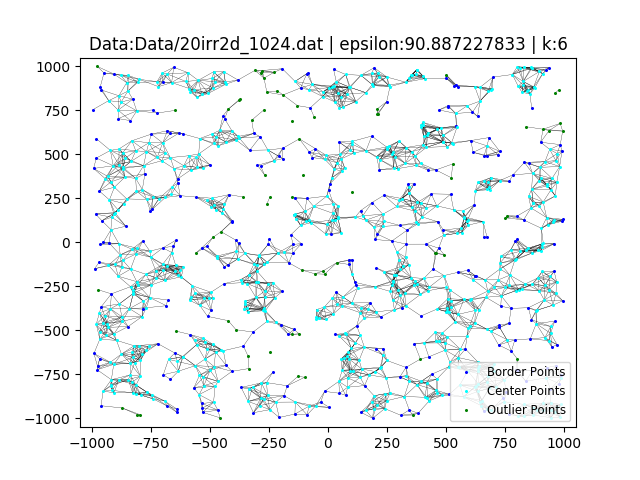 Data:Data/20irr2d_1024.dat | epsilon:90.887227833 | k:6
1000
750
500
250
0
−250
−500
−750
−1000
−1000 −750 −500 −250 0 250 500 750 1000
Border Points
Center Points
Outlier Points